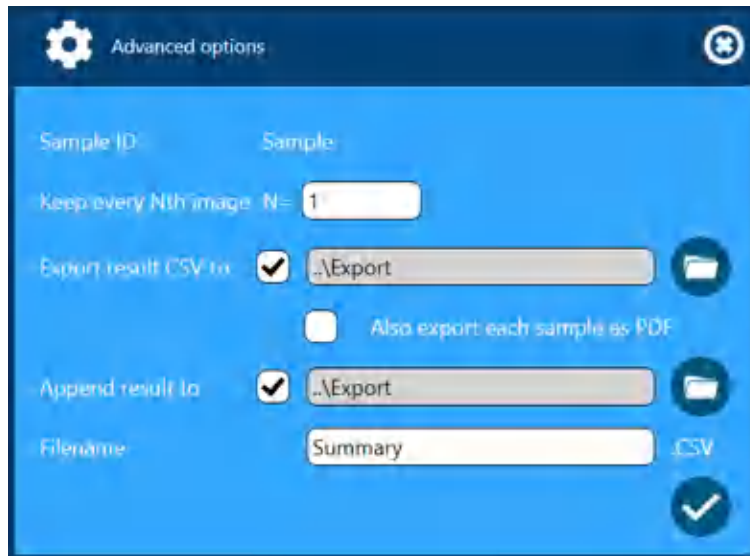 Advanced options
Sample ID Sample
Keep every Nth image N= 1
Export result CSV to ..\Export
Also export each sample as PDF
Append result to ..\Export
Filename Summary .CSV